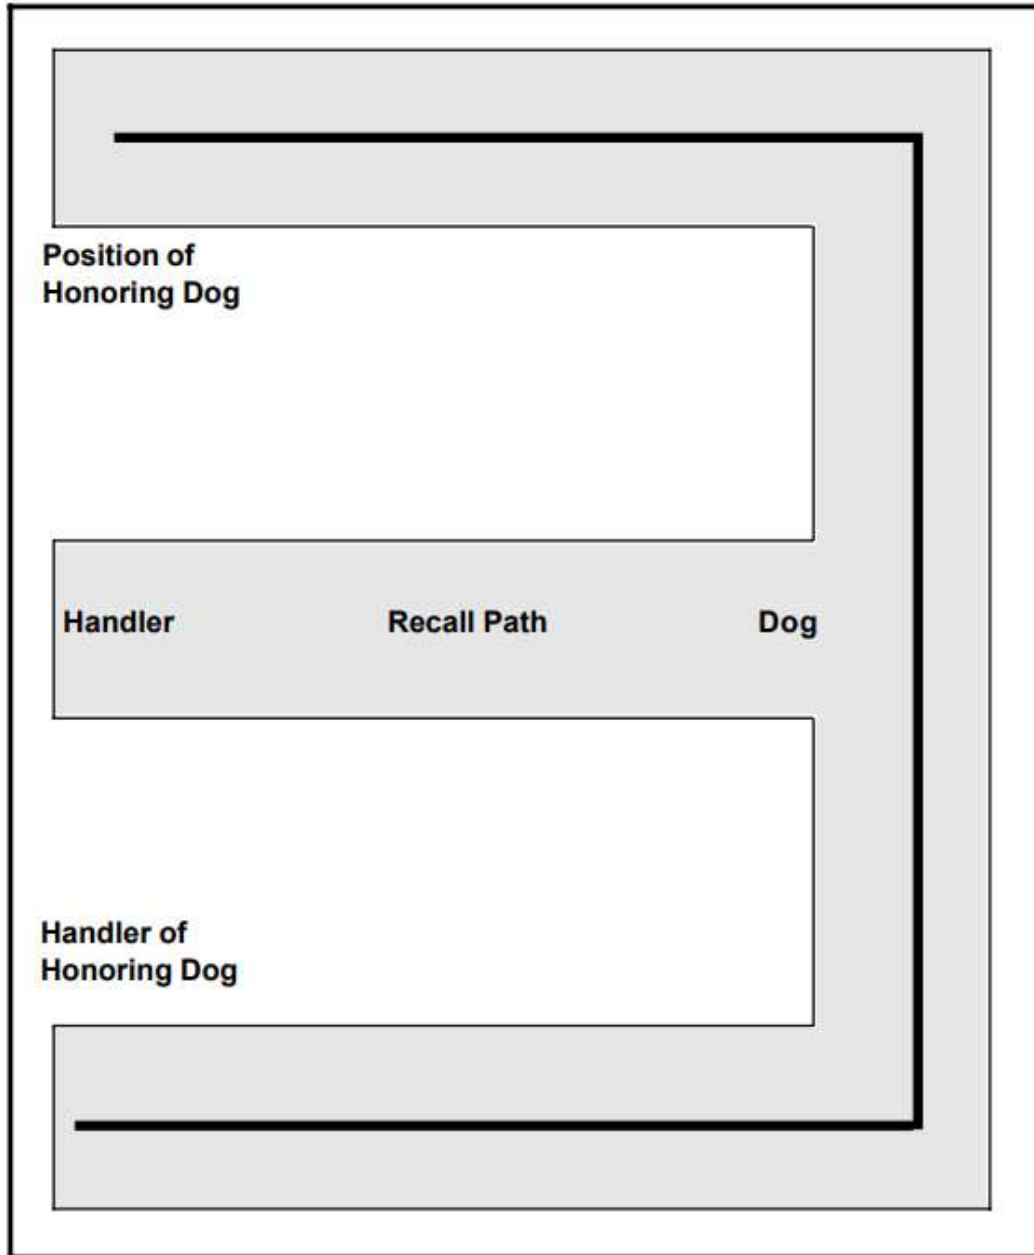 Position of
Honoring Dog
Handler Recall Path Dog
Handler of
Honoring Dog